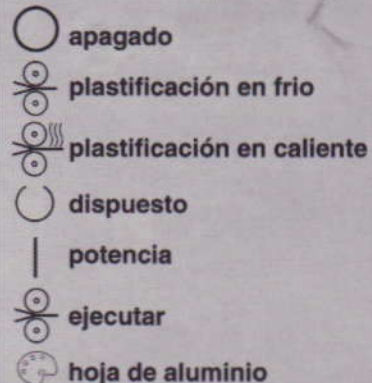 apagado
plastificación en frio
plastificación en caliente
dispuesto
potencia
ejecutar
hoja de aluminio